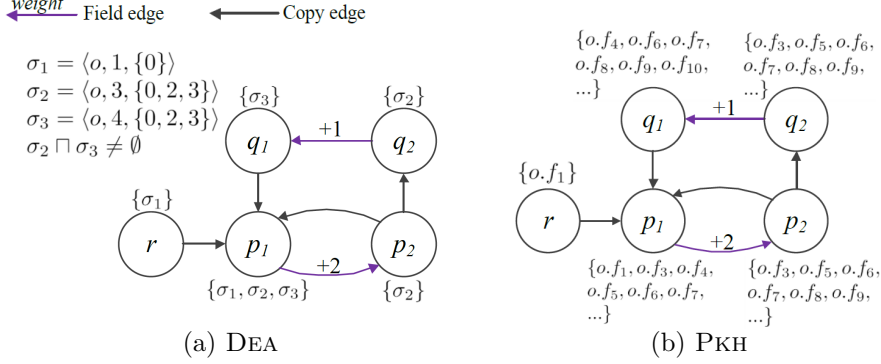 weight
Field edge
Copy edge
σ₁ = ⟨o, 1, {0}⟩
σ₂ = ⟨o, 3, {0, 2, 3}⟩
σ₃ = ⟨o, 4, {0, 2, 3}⟩
σ₂ ⊓ σ₃ ≠ ∅
{σ₃}
{σ₂}
q₁
+1
q₂
{σ₁}
r
p₁
+2
p₂
{σ₁, σ₂, σ₃}
{σ₂}
(a) DEA
{o.f₄, o.f₆, o.f₇,
o.f₈, o.f₉, o.f₁₀,
...}
{o.f₃, o.f₅, o.f₆,
o.f₇, o.f₈, o.f₉,
...}
q₁
+1
q₂
{o.f₁}
r
p₁
+2
p₂
{o.f₁, o.f₃, o.f₄,
o.f₅, o.f₆, o.f₇,
...}
{o.f₃, o.f₅, o.f₆,
o.f₇, o.f₈, o.f₉,
...}
(b) PKH